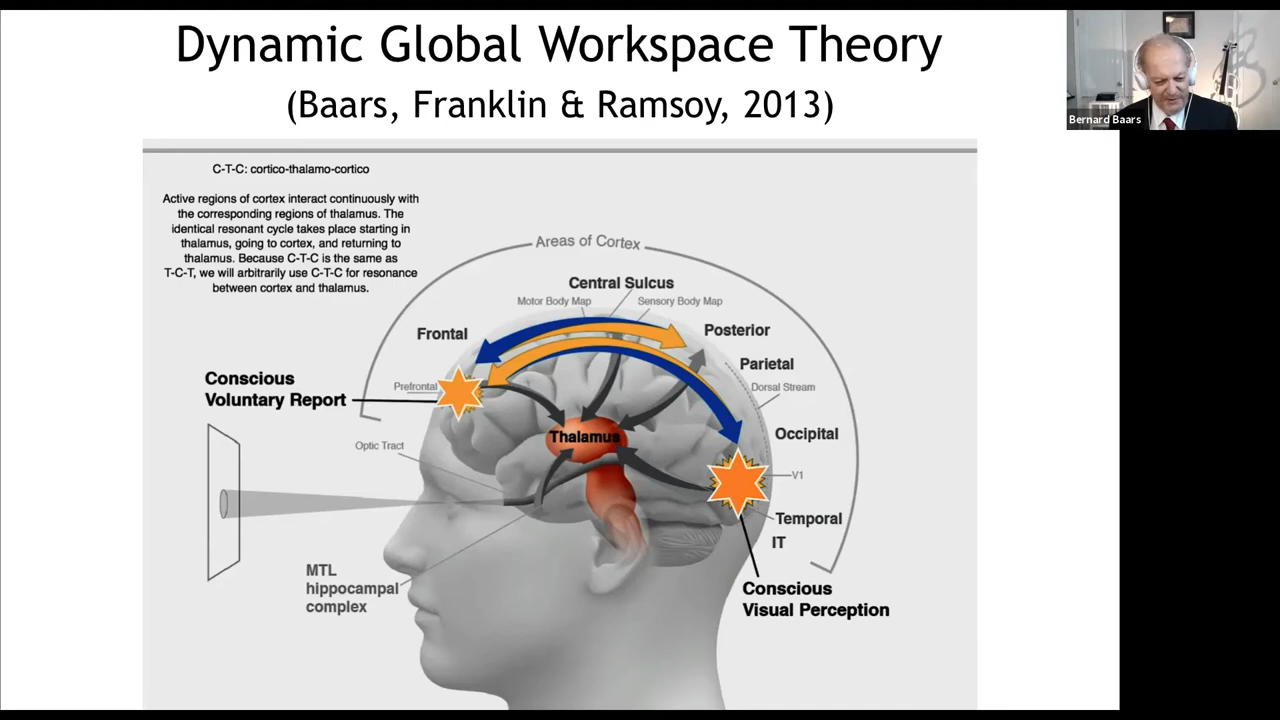 Dynamic Global Workspace Theory
(Baars, Franklin & Ramsoy, 2013)
Bernard Baars
C-T-C: cortico-thalamo-cortico
Active regions of cortex interact continuously with
the corresponding regions of thalamus. The
identical resonant cycle takes place starting in
thalamus, going to cortex, and returning to
thalamus. Because C-T-C is the same as
T-C-T, we will arbitrarily use C-T-C for resonance
between cortex and thalamus.
Areas of Cortex
Central Sulcus
Motor Body Map
Sensory Body Map
Frontal
Posterior
Parietal
Prefrontal
Dorsal Stream
Conscious
Voluntary Report
Thalamus
Occipital
Optic Tract
V1
Temporal
IT
MTL
hippocampal
complex
Conscious
Visual Perception